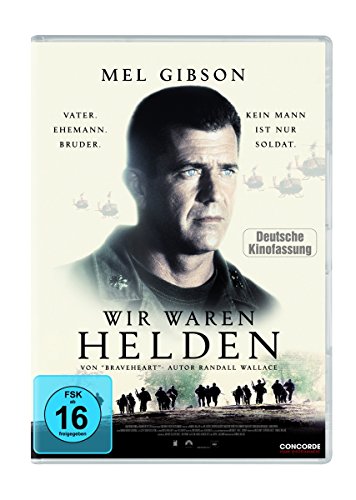 MEL GIBSON
VATER.
EHEMANN.
BRUDER.
KEIN MANN
IST NUR
SOLDAT.
Deutsche
Kinofassung
WIR WAREN
HELDEN
VON "BRAVEHEART"- AUTOR RANDALL WALLACE
FSK
ab
16
freigegeben
CONCORDE